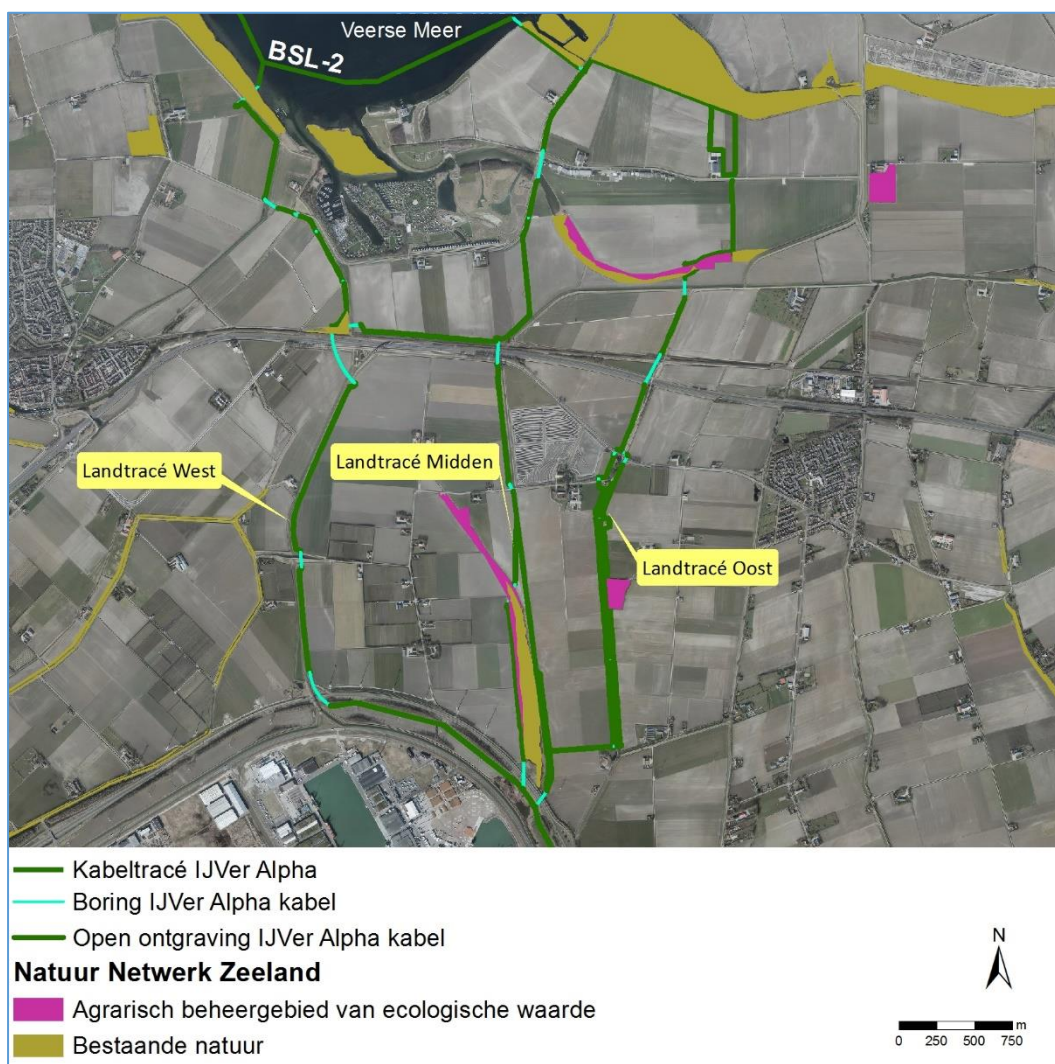 Veerse Meer
BSL-2
Landtracé West
Landtracé Midden
Landtracé Oost
Kabeltracé IJVer Alpha
Boring IJVer Alpha kabel
Open ontgraving IJVer Alpha kabel
Natuur Netwerk Zeeland
Agrarisch beheergebied van ecologische waarde
Bestaande natuur
N
m
0 250 500 750